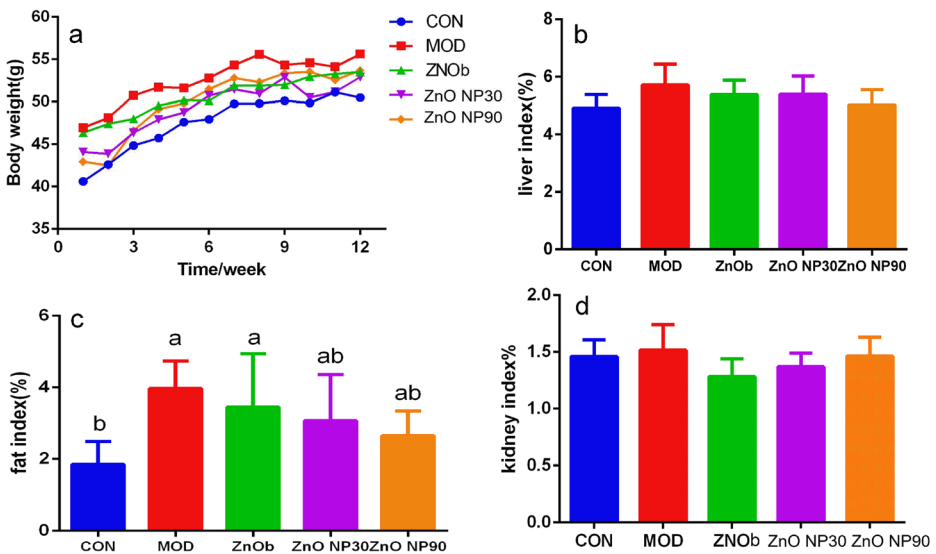 a
Body weight(g)
60
55
50
45
40
35
0
3
6
9
12
Time/week
CON
MOD
ZNOb
ZnO NP30
ZnO NP90
b
liver index(%)
8
6
4
2
0
CON
MOD
ZnOb
ZnO NP30
ZnO NP90
c
fat index(%)
6
4
2
0
b
a
a
ab
ab
CON
MOD
ZnOb
ZnO NP30
ZnO NP90
d
kidney index%
2.0
1.5
1.0
0.5
0.0
CON
MOD
ZNOb
ZnO NP30
ZnO NP90